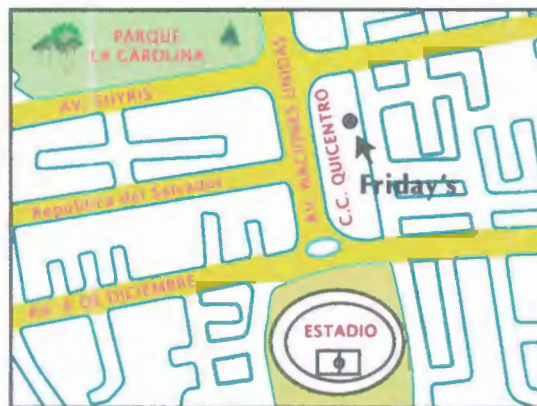 PARQUE
LA CAROLINA
AV. SHYRIS
AV. NACIONES UNIDAS
C.C. QUICENTRO
Friday's
República del Salvador
AV. 6 DE DICIEMBRE
ESTADIO